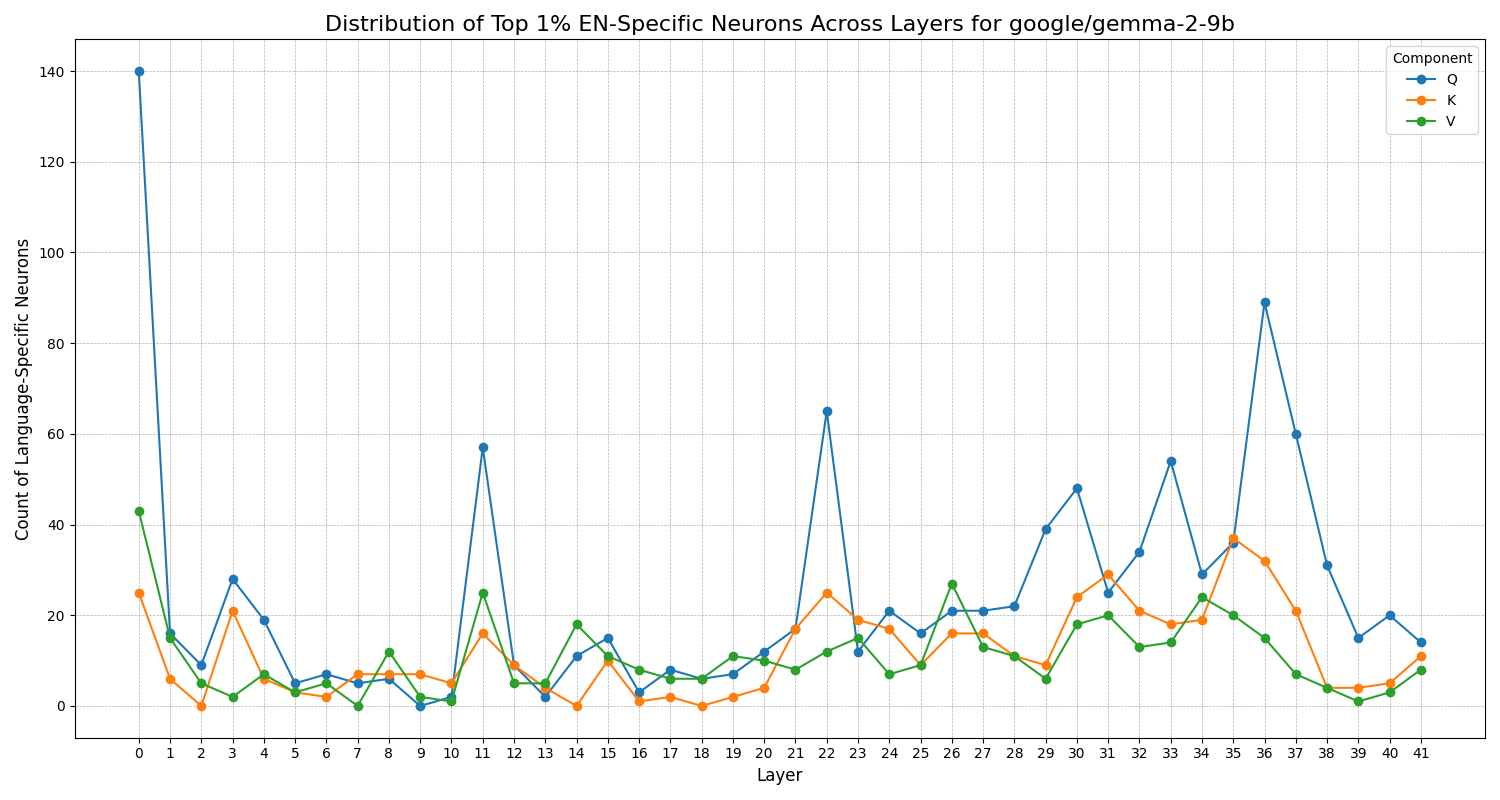 Distribution of Top 1% EN-Specific Neurons Across Layers for google/gemma-2-9b
Count of Language-Specific Neurons
140
120
100
80
60
40
20
0
Component
Q
K
V
0 1 2 3 4 5 6 7 8 9 10 11 12 13 14 15 16 17 18 19 20 21 22 23 24 25 26 27 28 29 30 31 32 33 34 35 36 37 38 39 40 41
Layer